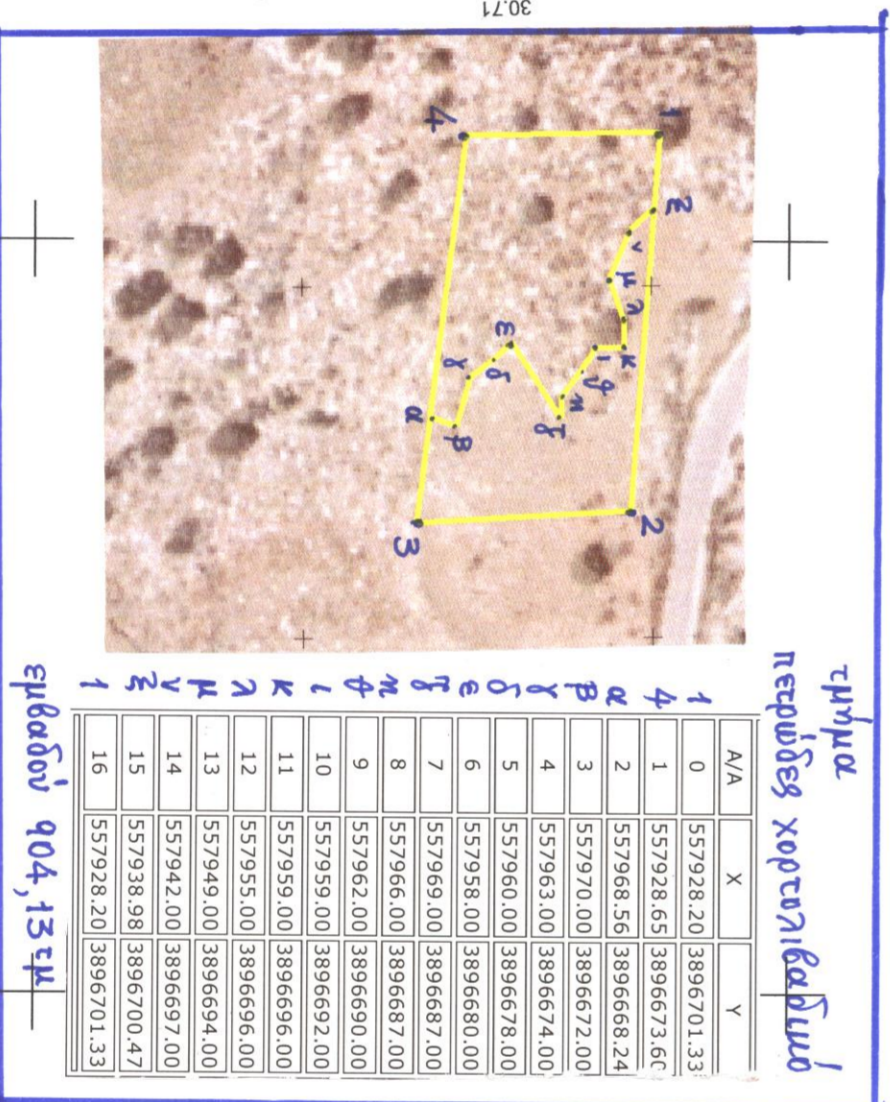 30.71
1
ξ
ν
μ
λ
κ
ι
θ
η
ζ
ε
δ
γ
β
α
2
3
4
τμήμα
πετρώδες χορτολιβαδικό
A/A X Y
1 0 557928.20 3896701.33
4 1 557928.65 3896673.60
α 2 557968.56 3896668.24
β 3 557970.00 3896672.00
γ 4 557963.00 3896674.00
δ 5 557960.00 3896678.00
ε 6 557958.00 3896680.00
ζ 7 557969.00 3896687.00
η 8 557966.00 3896687.00
θ 9 557962.00 3896690.00
ι 10 557959.00 3896692.00
κ 11 557959.00 3896696.00
λ 12 557955.00 3896696.00
μ 13 557949.00 3896694.00
ν 14 557942.00 3896697.00
ξ 15 557938.98 3896700.47
1 16 557928.20 3896701.33
εμβαδού 904,13 τμ